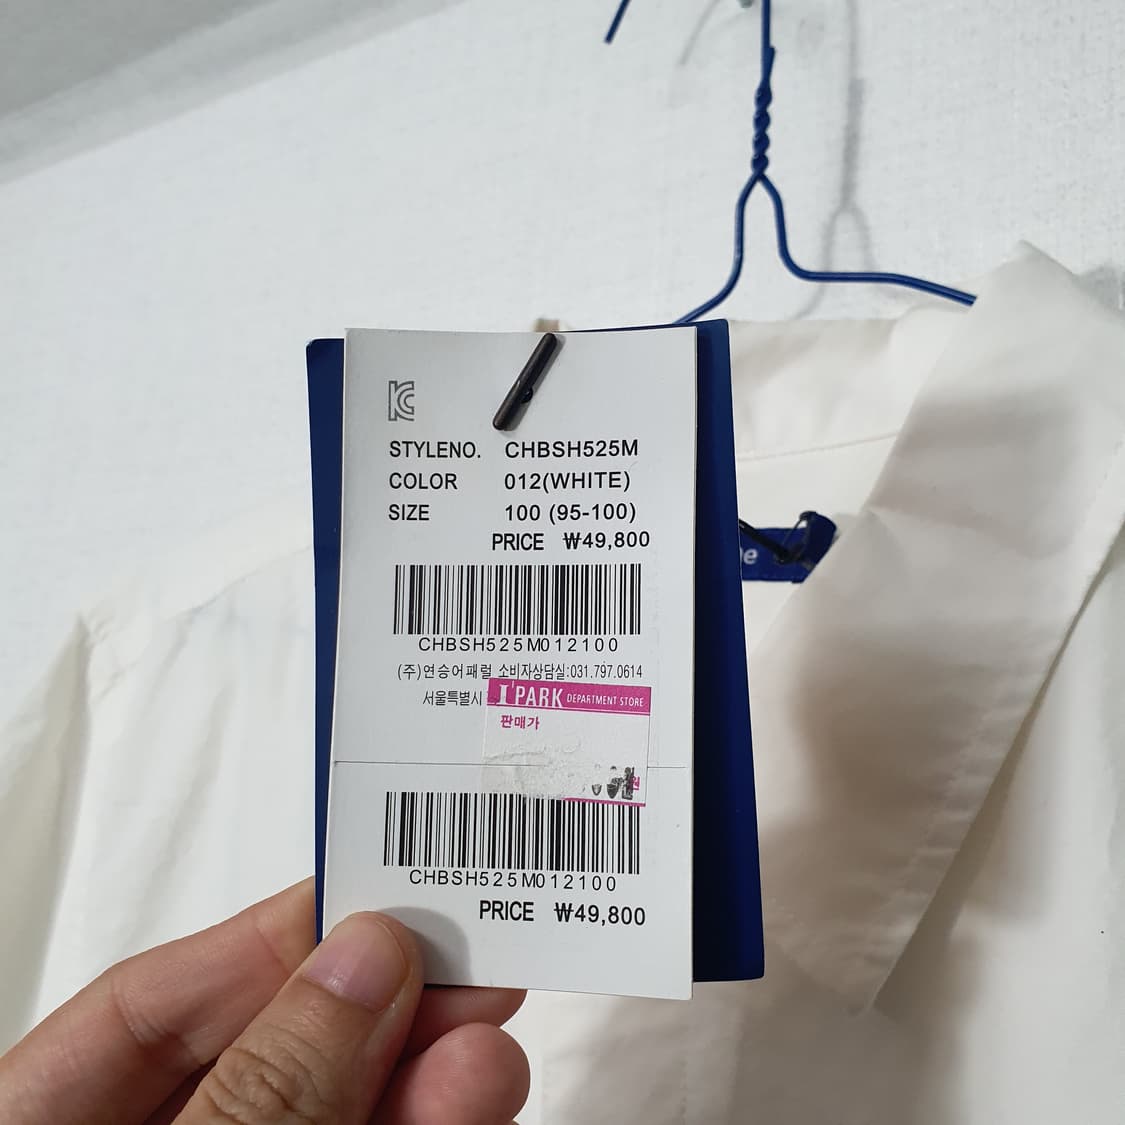 KC
STYLENO. CHBSH525M
COLOR 012(WHITE)
SIZE 100 (95-100)
PRICE ₩49,800
CHBSH525M012100
(주)연승어패럴 소비자상담실:031.797.0614
서울특별시
I'PARK DEPARTMENT STORE
판매가
원
CHBSH525M012100
PRICE ₩49,800